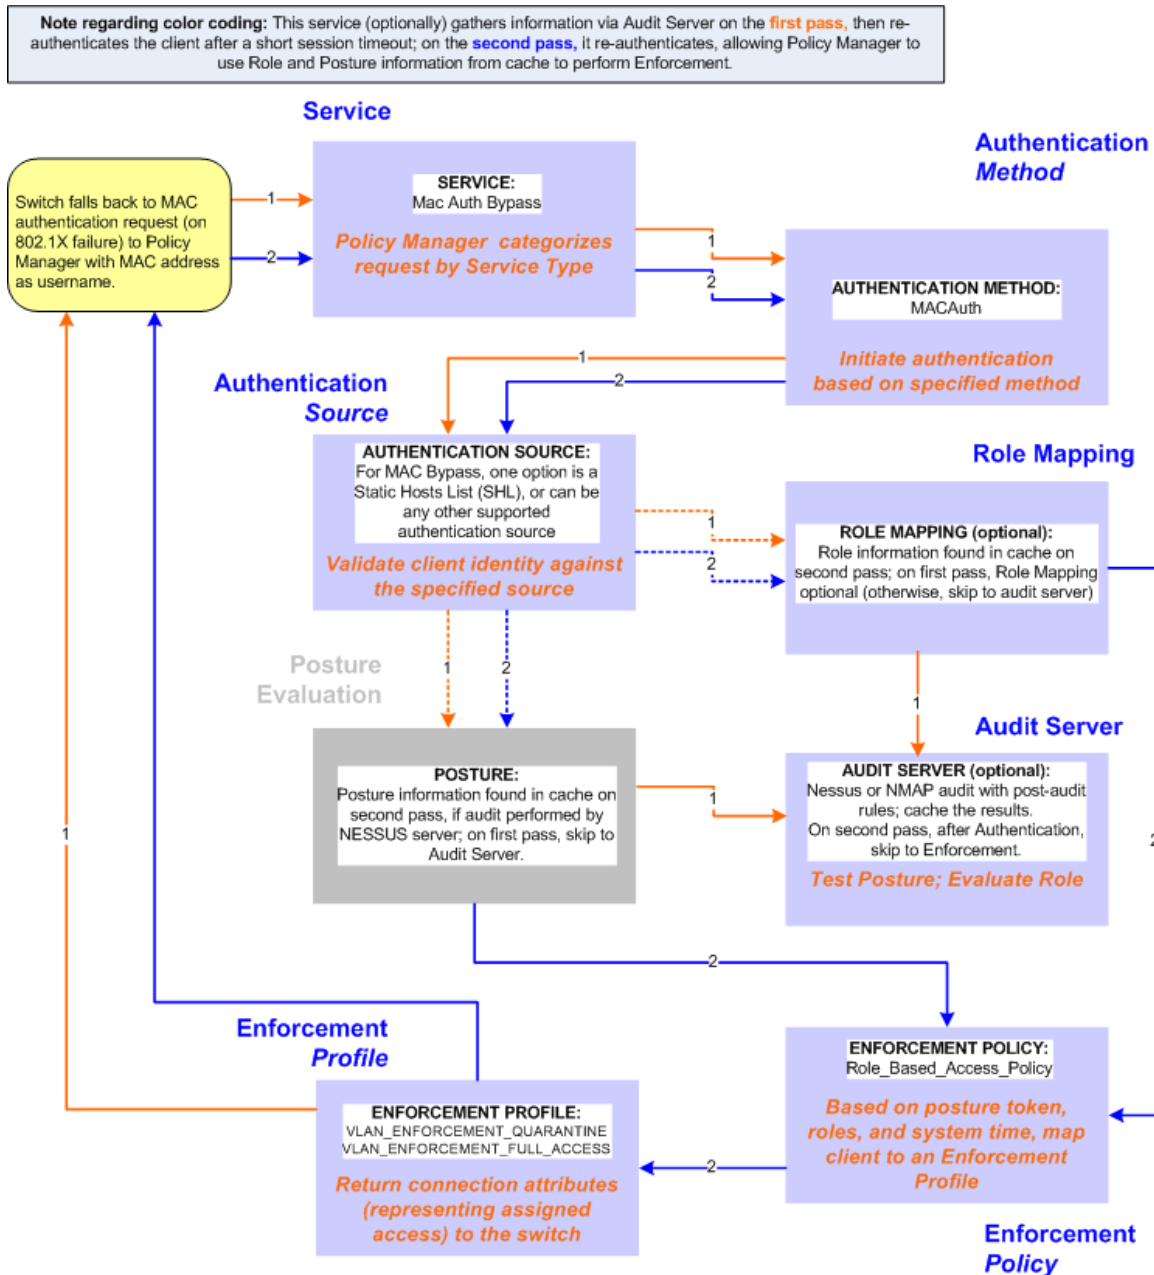 Note regarding color coding: This service (optionally) gathers information via Audit Server on the first pass, then re-
authenticates the client after a short session timeout; on the second pass, it re-authenticates, allowing Policy Manager to
use Role and Posture information from cache to perform Enforcement.
Service
Authentication
Method
Switch falls back to MAC
authentication request (on
802.1X failure) to Policy
Manager with MAC address
as username.
1
2
SERVICE:
Mac Auth Bypass
Policy Manager categorizes
request by Service Type
1
2
AUTHENTICATION METHOD:
MACAuth
Initiate authentication
based on specified method
1
2
Authentication
Source
AUTHENTICATION SOURCE:
For MAC Bypass, one option is a
Static Hosts List (SHL), or can be
any other supported
authentication source
Validate client identity against
the specified source
1
2
Role Mapping
ROLE MAPPING (optional):
Role information found in cache on
second pass; on first pass, Role Mapping
optional (otherwise, skip to audit server)
1
2
Posture
Evaluation
1
Audit Server
POSTURE:
Posture information found in cache on
second pass, if audit performed by
NESSUS server; on first pass, skip to
Audit Server.
1
AUDIT SERVER (optional):
Nessus or NMAP audit with post-audit
rules; cache the results.
On second pass, after Authentication,
skip to Enforcement.
Test Posture; Evaluate Role
1
2
2
Enforcement
Profile
ENFORCEMENT POLICY:
Role_Based_Access_Policy
Based on posture token,
roles, and system time, map
client to an Enforcement
Profile
2
ENFORCEMENT PROFILE:
VLAN_ENFORCEMENT_QUARANTINE
VLAN_ENFORCEMENT_FULL_ACCESS
Return connection attributes
(representing assigned
access) to the switch
Enforcement
Policy